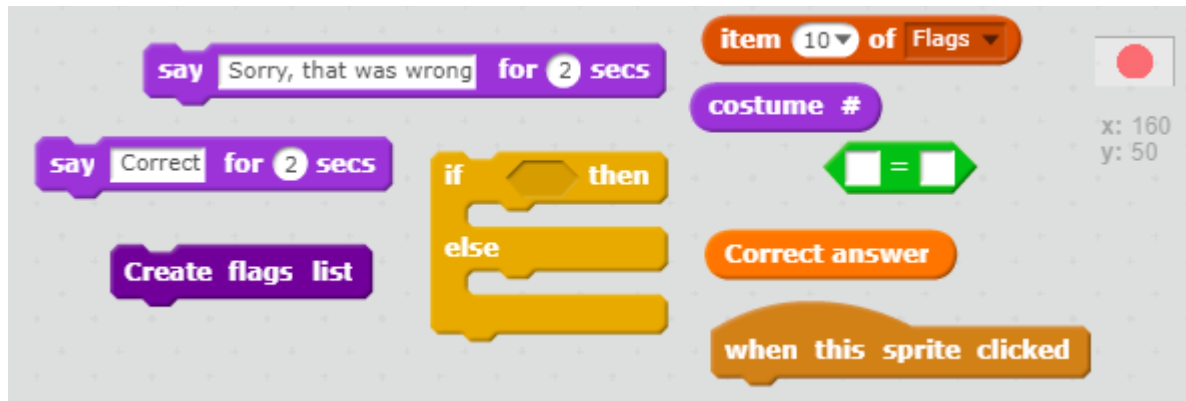 say Sorry, that was wrong for 2 secs
item 10 of Flags
costume #
x: 160
y: 50
say Correct for 2 secs
if then
=
Create flags list
else
Correct answer
when this sprite clicked